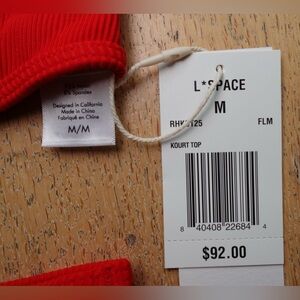 Spandex
Designed in California
Made in China
Fabriqué en Chine
M/M
L*SPACE
M
FLM
KOURT TOP
8 40408 22684 4
$92.00